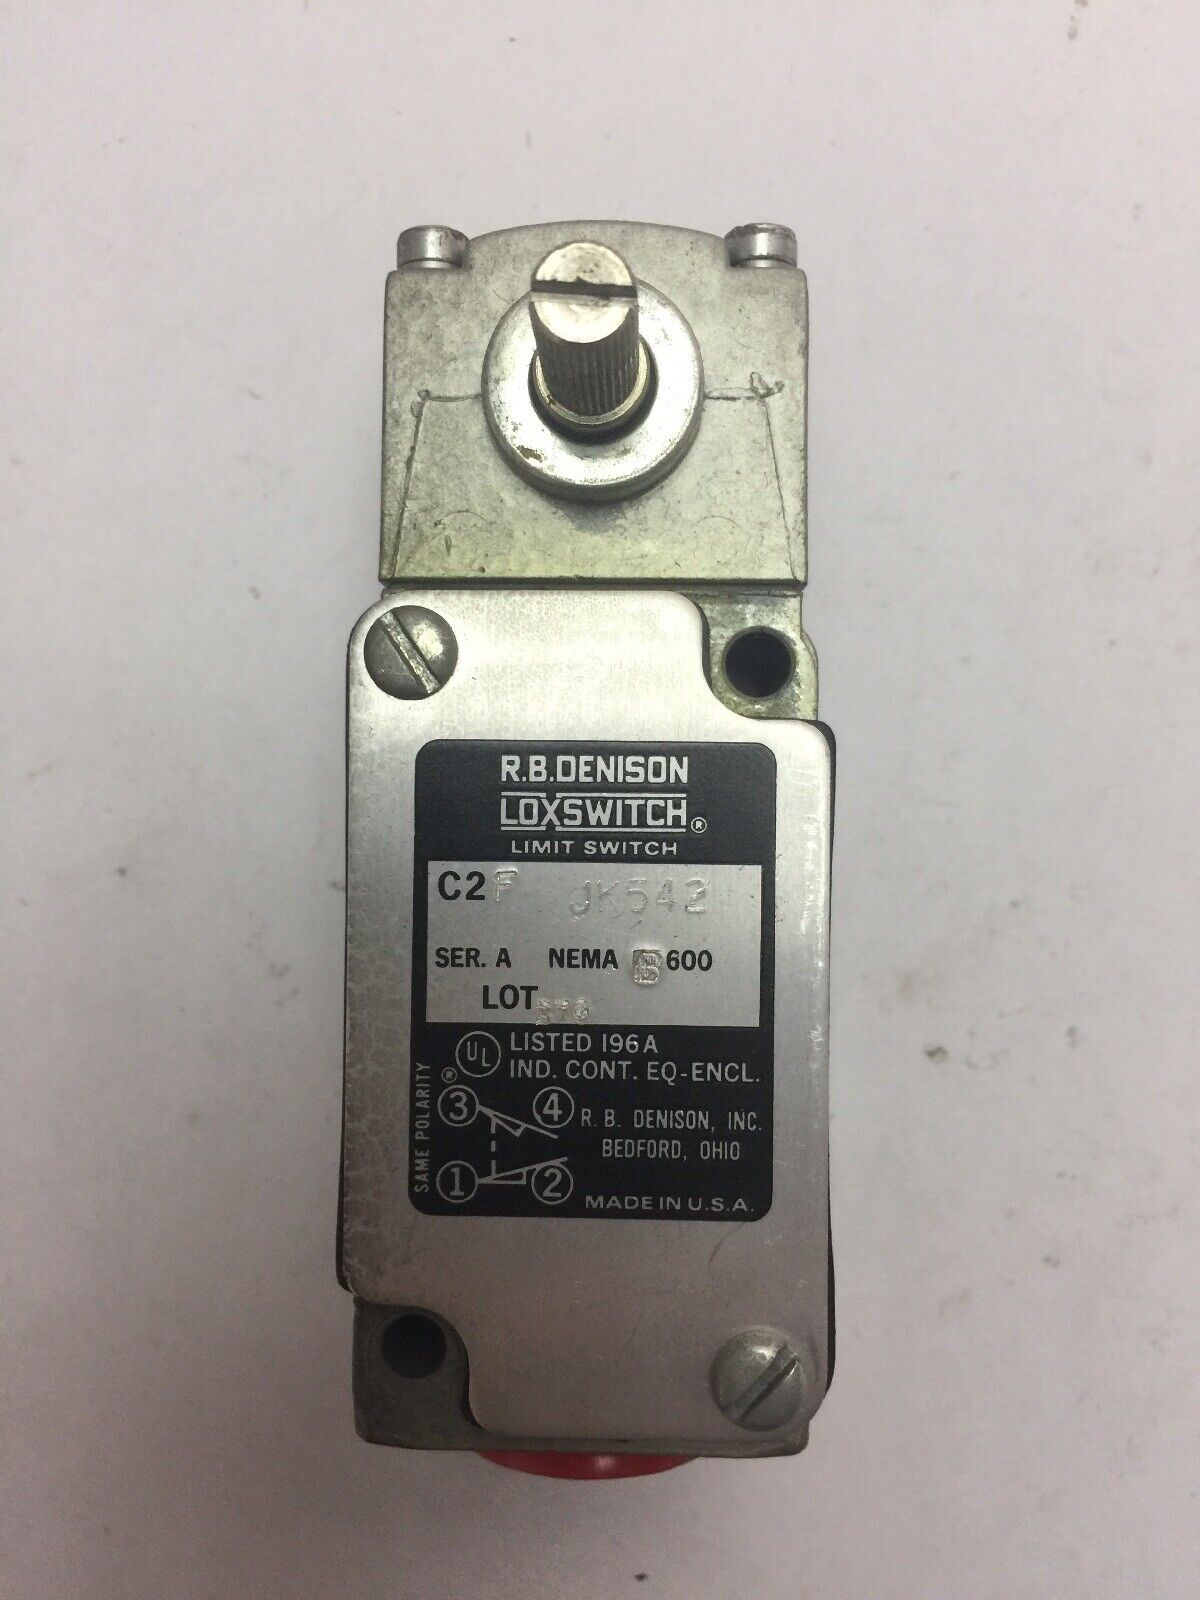 R.B.DENISON
LOXSWITCH®
LIMIT SWITCH
C2F JK542
SER. A NEMA B600
LOT
UL® LISTED 196A
IND. CONT. EQ-ENCL.
SAME POLARITY
3 4
1 2
R. B. DENISON, INC.
BEDFORD, OHIO
MADE IN U.S.A.